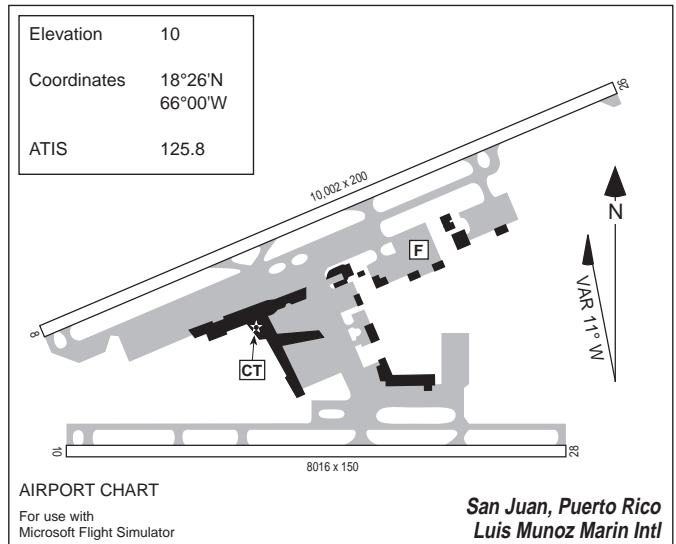 Elevation 10
Coordinates 18°26'N
66°00'W
ATIS 125.8
26
10,002 x 200
N
F
VAR 11° W
8
CT
10
28
8016 x 150
AIRPORT CHART
For use with
Microsoft Flight Simulator
San Juan, Puerto Rico
Luis Munoz Marin Intl